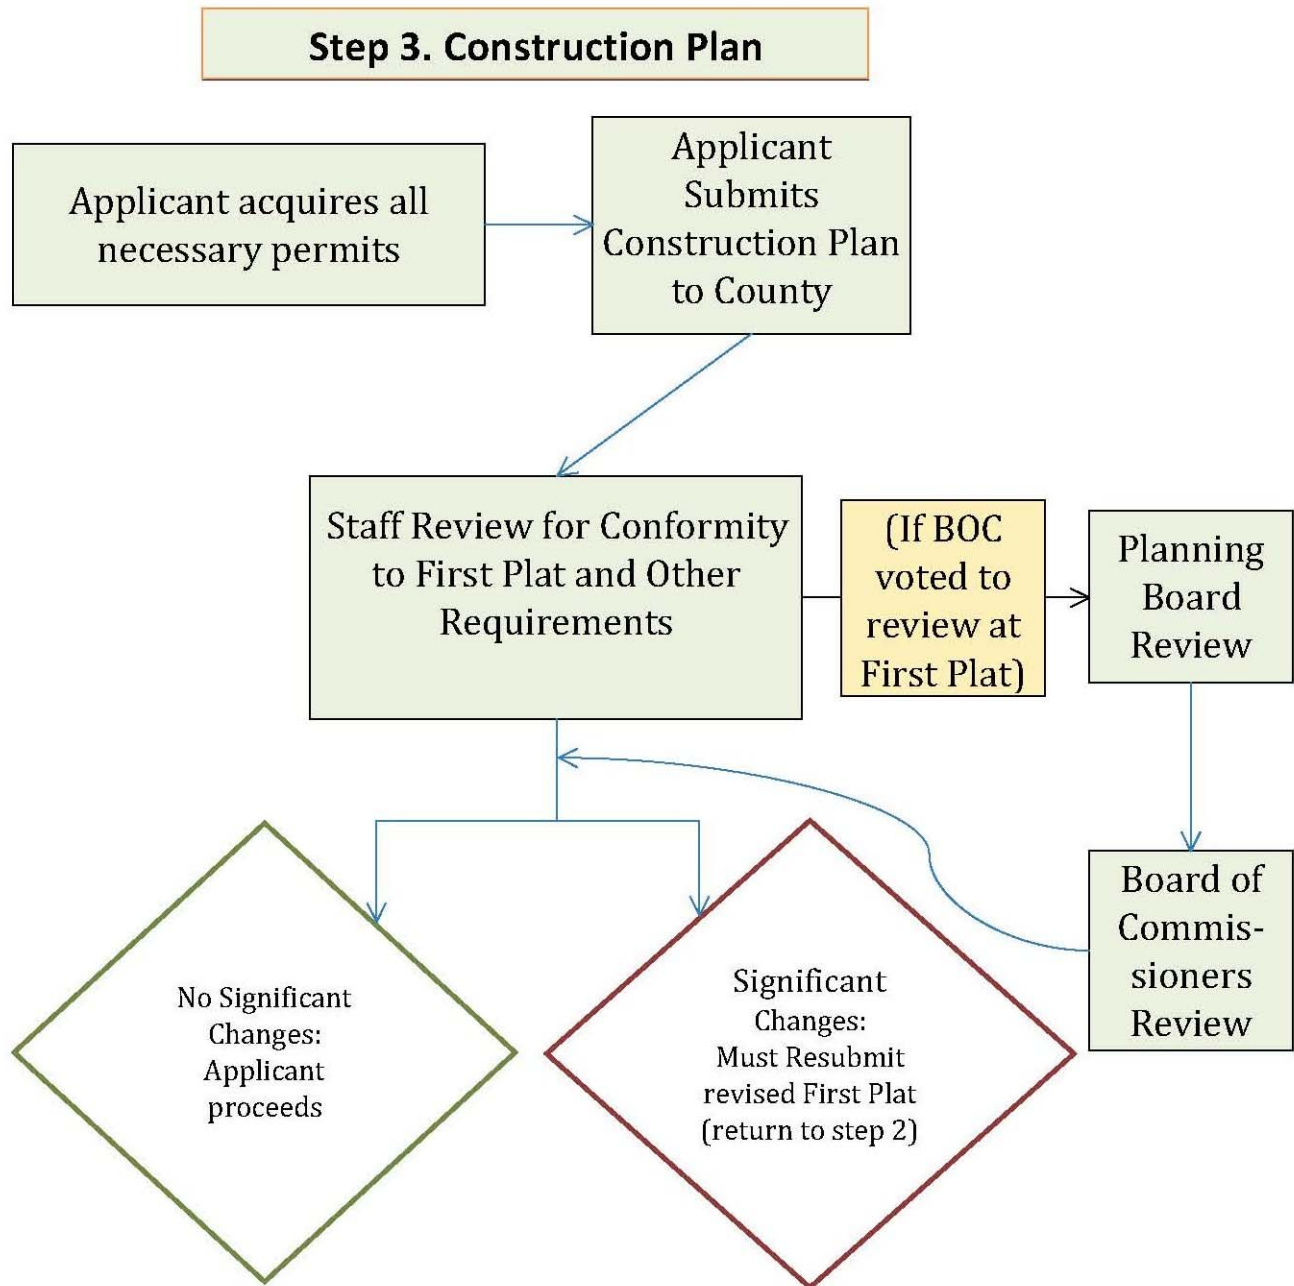 Step 3. Construction Plan
Applicant acquires all
necessary permits
Applicant
Submits
Construction Plan
to County
Staff Review for Conformity
to First Plat and Other
Requirements
(If BOC
voted to
review at
First Plat)
Planning
Board
Review
Board of
Commis-
sioners
Review
No Significant
Changes:
Applicant
proceeds
Significant
Changes:
Must Resubmit
revised First Plat
(return to step 2)